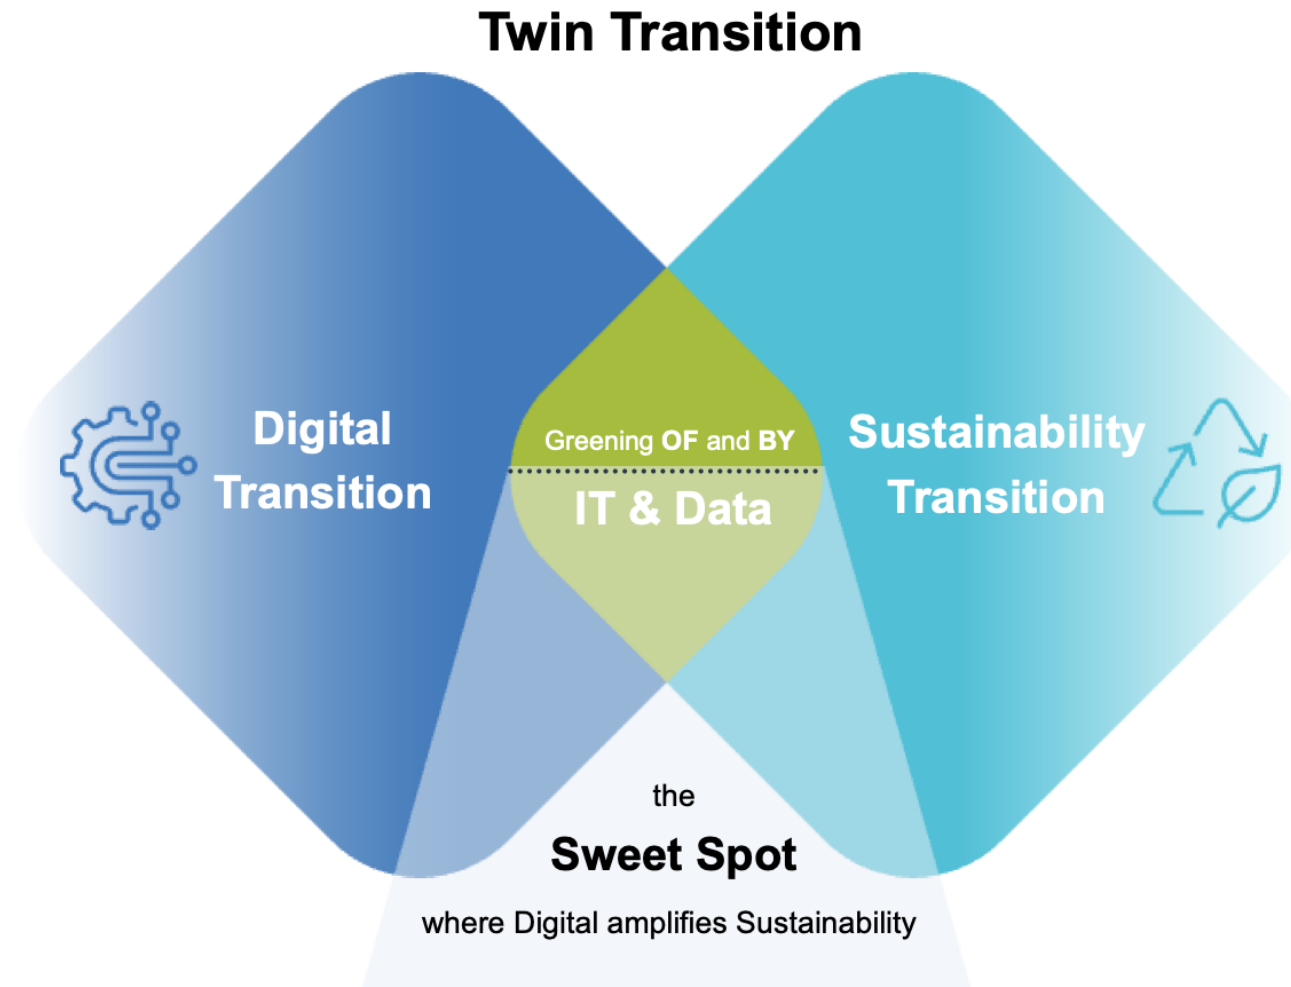 Twin Transition
Digital
Transition
Greening OF and BY
IT & Data
Sustainability
Transition
the
Sweet Spot
where Digital amplifies Sustainability